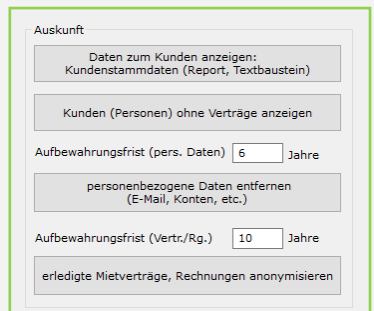 Auskunft
Daten zum Kunden anzeigen:
Kundenstammdaten (Report, Textbaustein)
Kunden (Personen) ohne Verträge anzeigen
Aufbewahrungsfrist (pers. Daten) 6 Jahre
personenbezogene Daten entfernen
(E-Mail, Konten, etc.)
Aufbewahrungsfrist (Vertr./Rg.) 10 Jahre
erledigte Mietverträge, Rechnungen anonymisieren